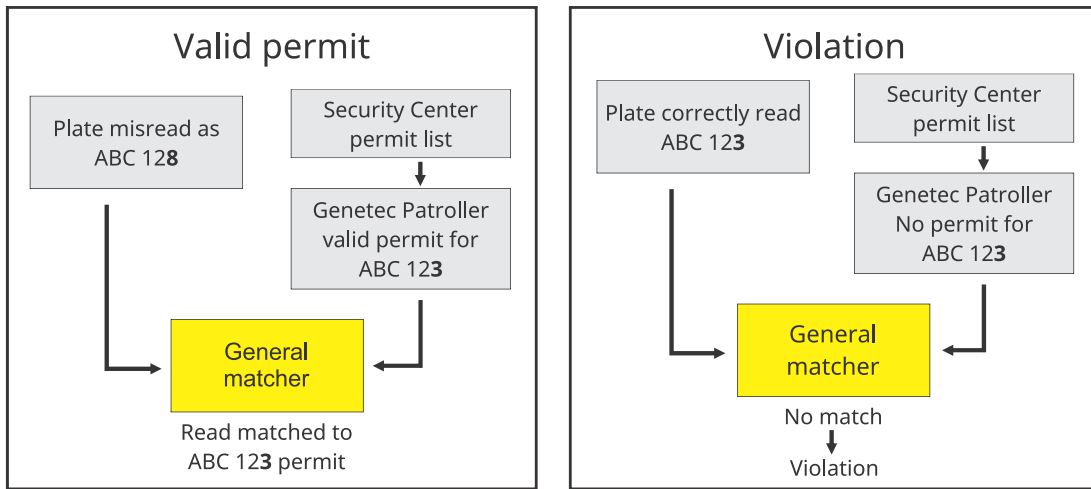 Valid permit
Plate misread as
ABC 128
Security Center
permit list
Genetec Patroller
valid permit for
ABC 123
General
matcher
Read matched to
ABC 123 permit
Violation
Plate correctly read
ABC 123
Security Center
permit list
Genetec Patroller
No permit for
ABC 123
General
matcher
No match
Violation